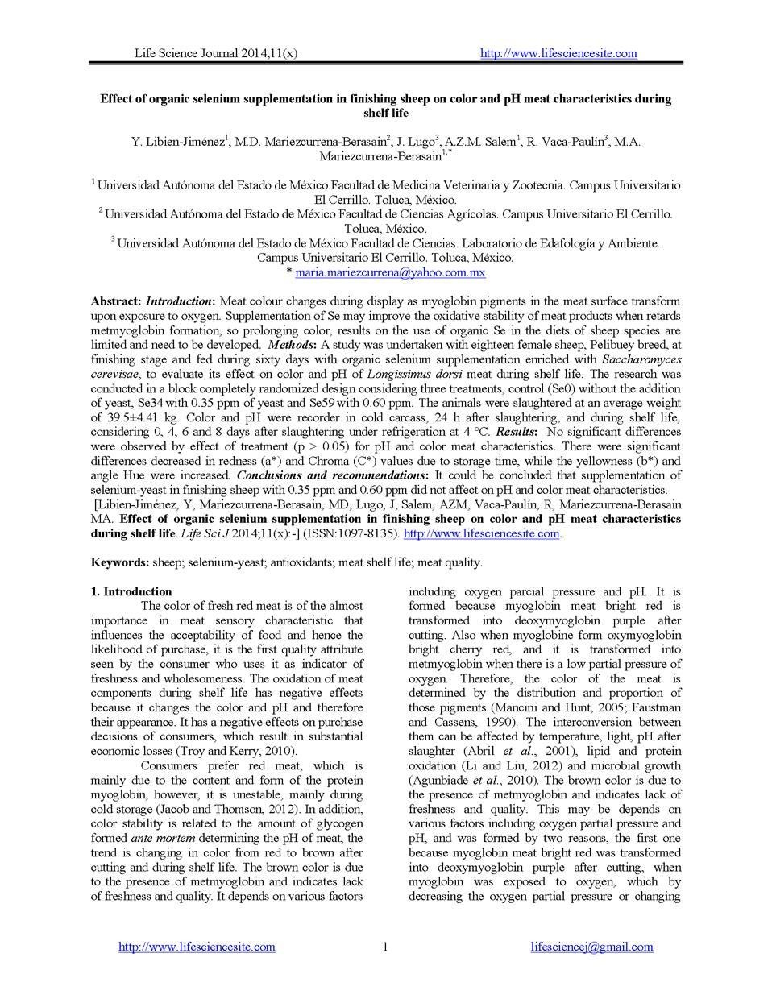 Life Science Journal 2014;11(x) http://www.lifesciencesite.com
Effect of organic selenium supplementation in finishing sheep on color and pH meat characteristics during
shelf life
Y. Libien-Jiménez1, M.D. Mariezcurrena-Berasain2, J. Lugo3, A.Z.M. Salem1, R. Vaca-Paulín3, M.A.
Mariezcurrena-Berasain1,*
1 Universidad Autónoma del Estado de México Facultad de Medicina Veterinaria y Zootecnia. Campus Universitario
El Cerrillo. Toluca, México.
2 Universidad Autónoma del Estado de México Facultad de Ciencias Agrícolas. Campus Universitario El Cerrillo.
Toluca, México.
3 Universidad Autónoma del Estado de México Facultad de Ciencias. Laboratorio de Edafología y Ambiente.
Campus Universitario El Cerrillo. Toluca, México.
* maria.mariezcurrena@yahoo.com.mx
Abstract: Introduction: Meat colour changes during display as myoglobin pigments in the meat surface transform
upon exposure to oxygen. Supplementation of Se may improve the oxidative stability of meat products when retards
metmyoglobin formation, so prolonging color, results on the use of organic Se in the diets of sheep species are
limited and need to be developed. Methods: A study was undertaken with eighteen female sheep, Pelibuey breed, at
finishing stage and fed during sixty days with organic selenium supplementation enriched with Saccharomyces
cerevisae, to evaluate its effect on color and pH of Longissimus dorsi meat during shelf life. The research was
conducted in a block completely randomized design considering three treatments, control (Se0) without the addition
of yeast, Se34 with 0.35 ppm of yeast and Se59 with 0.60 ppm. The animals were slaughtered at an average weight
of 39.5±4.41 kg. Color and pH were recorder in cold carcass, 24 h after slaughtering, and during shelf life,
considering 0, 4, 6 and 8 days after slaughtering under refrigeration at 4 °C. Results: No significant differences
were observed by effect of treatment (p > 0.05) for pH and color meat characteristics. There were significant
differences decreased in redness (a*) and Chroma (C*) values due to storage time, while the yellowness (b*) and
angle Hue were increased. Conclusions and recommendations: It could be concluded that supplementation of
selenium-yeast in finishing sheep with 0.35 ppm and 0.60 ppm did not affect on pH and color meat characteristics.
[Libien-Jiménez, Y, Mariezcurrena-Berasain, MD, Lugo, J, Salem, AZM, Vaca-Paulín, R, Mariezcurrena-Berasain
MA. Effect of organic selenium supplementation in finishing sheep on color and pH meat characteristics
during shelf life. Life Sci J 2014;11(x):-] (ISSN:1097-8135). http://www.lifesciencesite.com.
Keywords: sheep; selenium-yeast; antioxidants; meat shelf life; meat quality.
1. Introduction
The color of fresh red meat is of the almost
importance in meat sensory characteristic that
influences the acceptability of food and hence the
likelihood of purchase, it is the first quality attribute
seen by the consumer who uses it as indicator of
freshness and wholesomeness. The oxidation of meat
components during shelf life has negative effects
because it changes the color and pH and therefore
their appearance. It has a negative effects on purchase
decisions of consumers, which result in substantial
economic losses (Troy and Kerry, 2010).
Consumers prefer red meat, which is
mainly due to the content and form of the protein
myoglobin, however, it is unestable, mainly during
cold storage (Jacob and Thomson, 2012). In addition,
color stability is related to the amount of glycogen
formed ante mortem determining the pH of meat, the
trend is changing in color from red to brown after
cutting and during shelf life. The brown color is due
to the presence of metmyoglobin and indicates lack
of freshness and quality. It depends on various factors
including oxygen parcial pressure and pH. It is
formed because myoglobin meat bright red is
transformed into deoxymyoglobin purple after
cutting. Also when myoglobine form oxymyoglobin
bright cherry red, and it is transformed into
metmyoglobin when there is a low partial pressure of
oxygen. Therefore, the color of the meat is
determined by the distribution and proportion of
those pigments (Mancini and Hunt, 2005; Faustman
and Cassens, 1990). The interconversion between
them can be affected by temperature, light, pH after
slaughter (Abril et al., 2001), lipid and protein
oxidation (Li and Liu, 2012) and microbial growth
(Agunbiade et al., 2010). The brown color is due to
the presence of metmyoglobin and indicates lack of
freshness and quality. This may be depends on
various factors including oxygen partial pressure and
pH, and was formed by two reasons, the first one
because myoglobin meat bright red was transformed
into deoxymyoglobin purple after cutting, when
myoglobin was exposed to oxygen, which by
decreasing the oxygen partial pressure or changing
http://www.lifesciencesite.com 1 lifesciencej@gmail.com